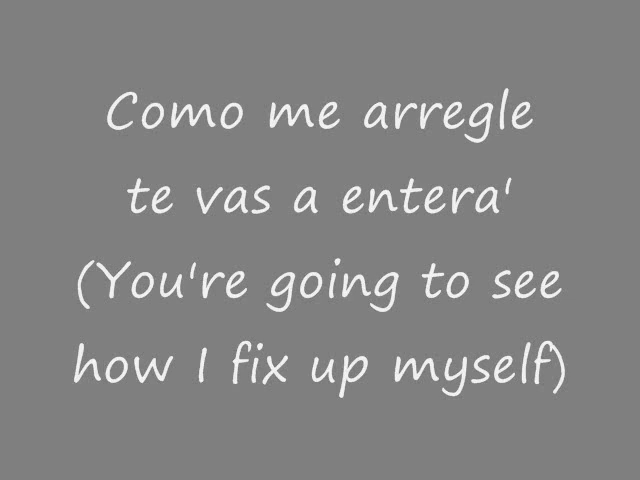 Como me arregle
te vas a entera'
(You're going to see
how I fix up myself)